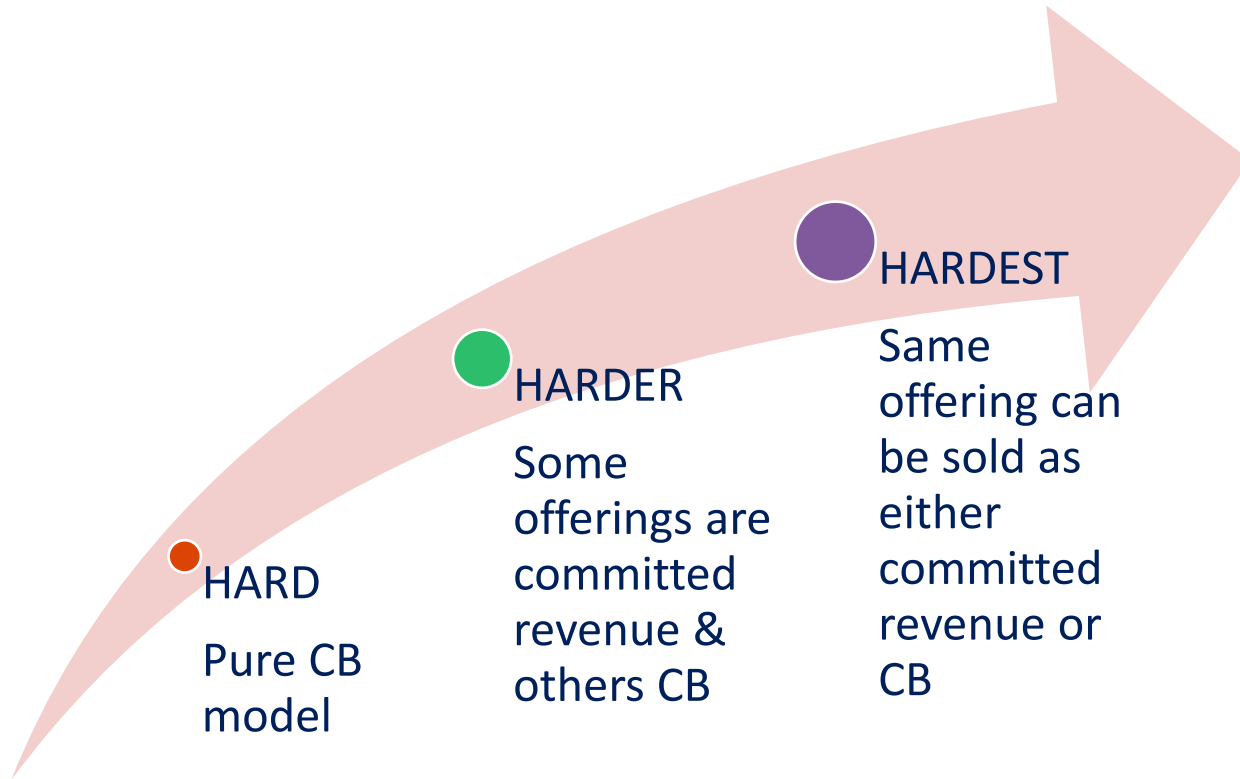 HARD
Pure CB
model
HARDER
Some
offerings are
committed
revenue &
others CB
HARDEST
Same
offering can
be sold as
either
committed
revenue or
CB